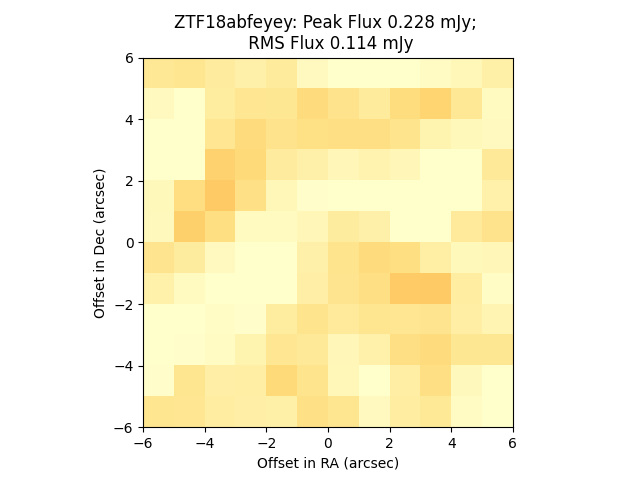 ZTF18abfeyey: Peak Flux 0.228 mJy;
RMS Flux 0.114 mJy
6
4
2
0
−2
−4
−6
Offset in Dec (arcsec)
−6 −4 −2 0 2 4 6
Offset in RA (arcsec)